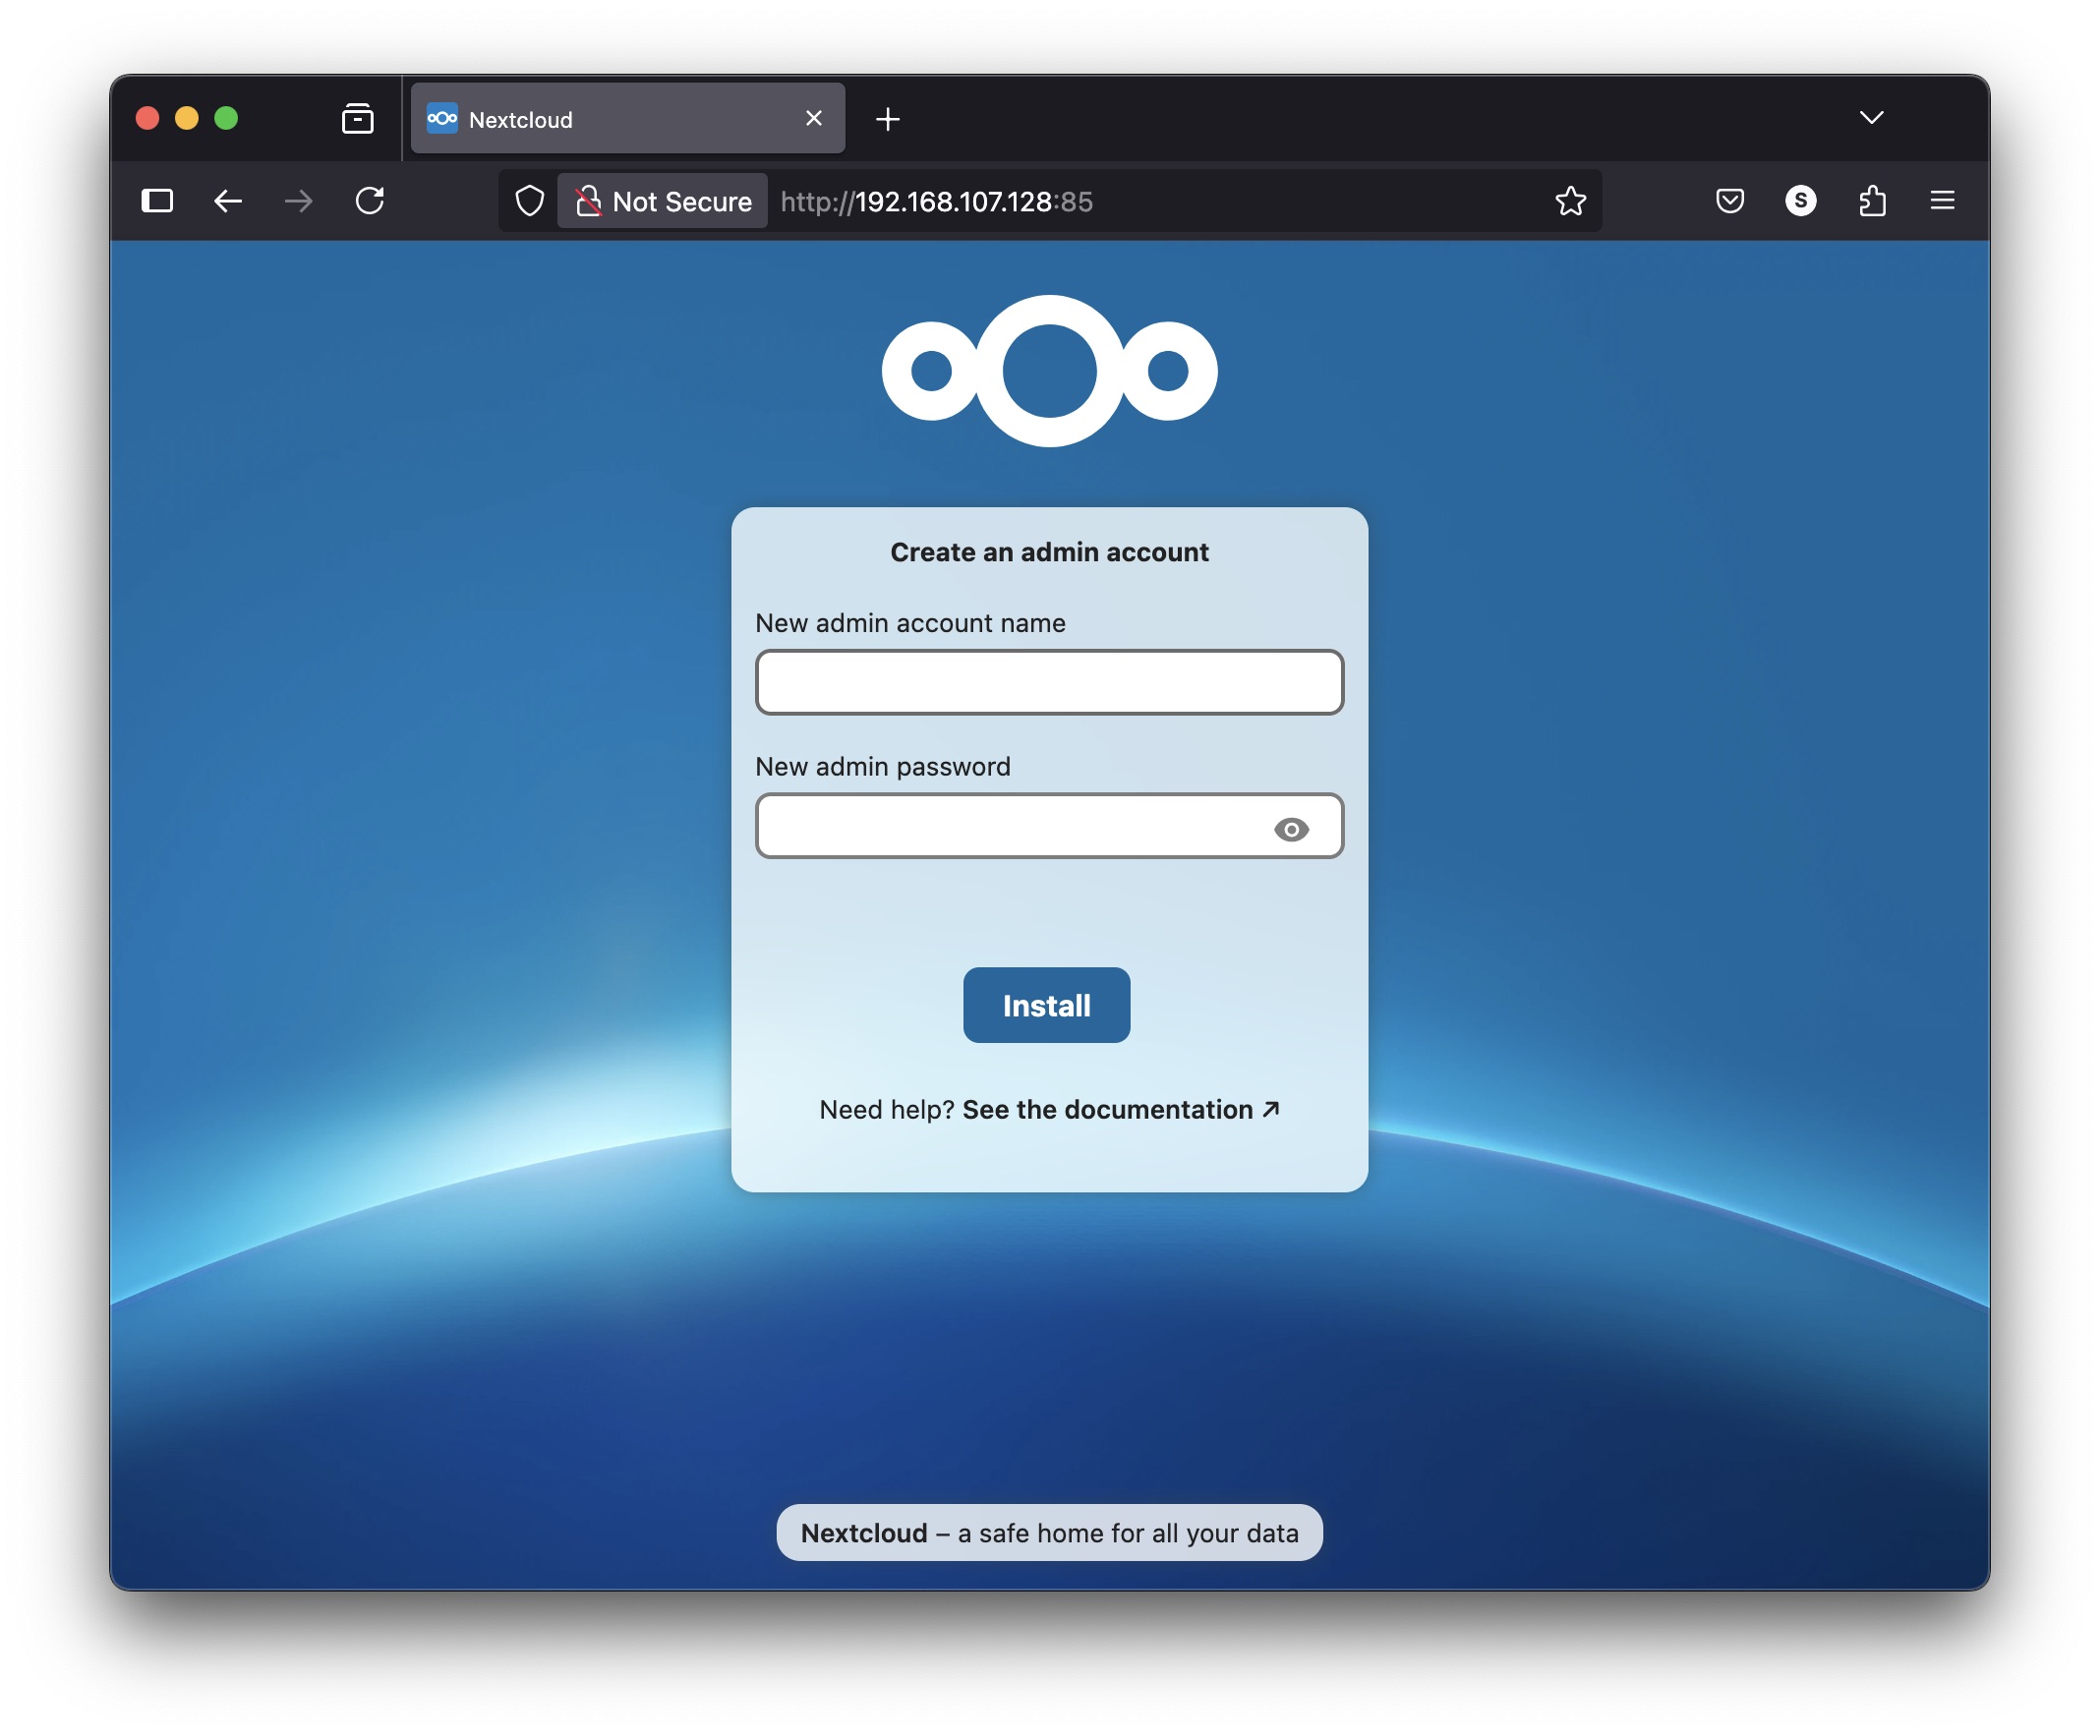 Nextcloud
Not Secure http://192.168.107.128:85
S
Create an admin account
New admin account name
New admin password
Install
Need help? See the documentation ↗
Nextcloud – a safe home for all your data